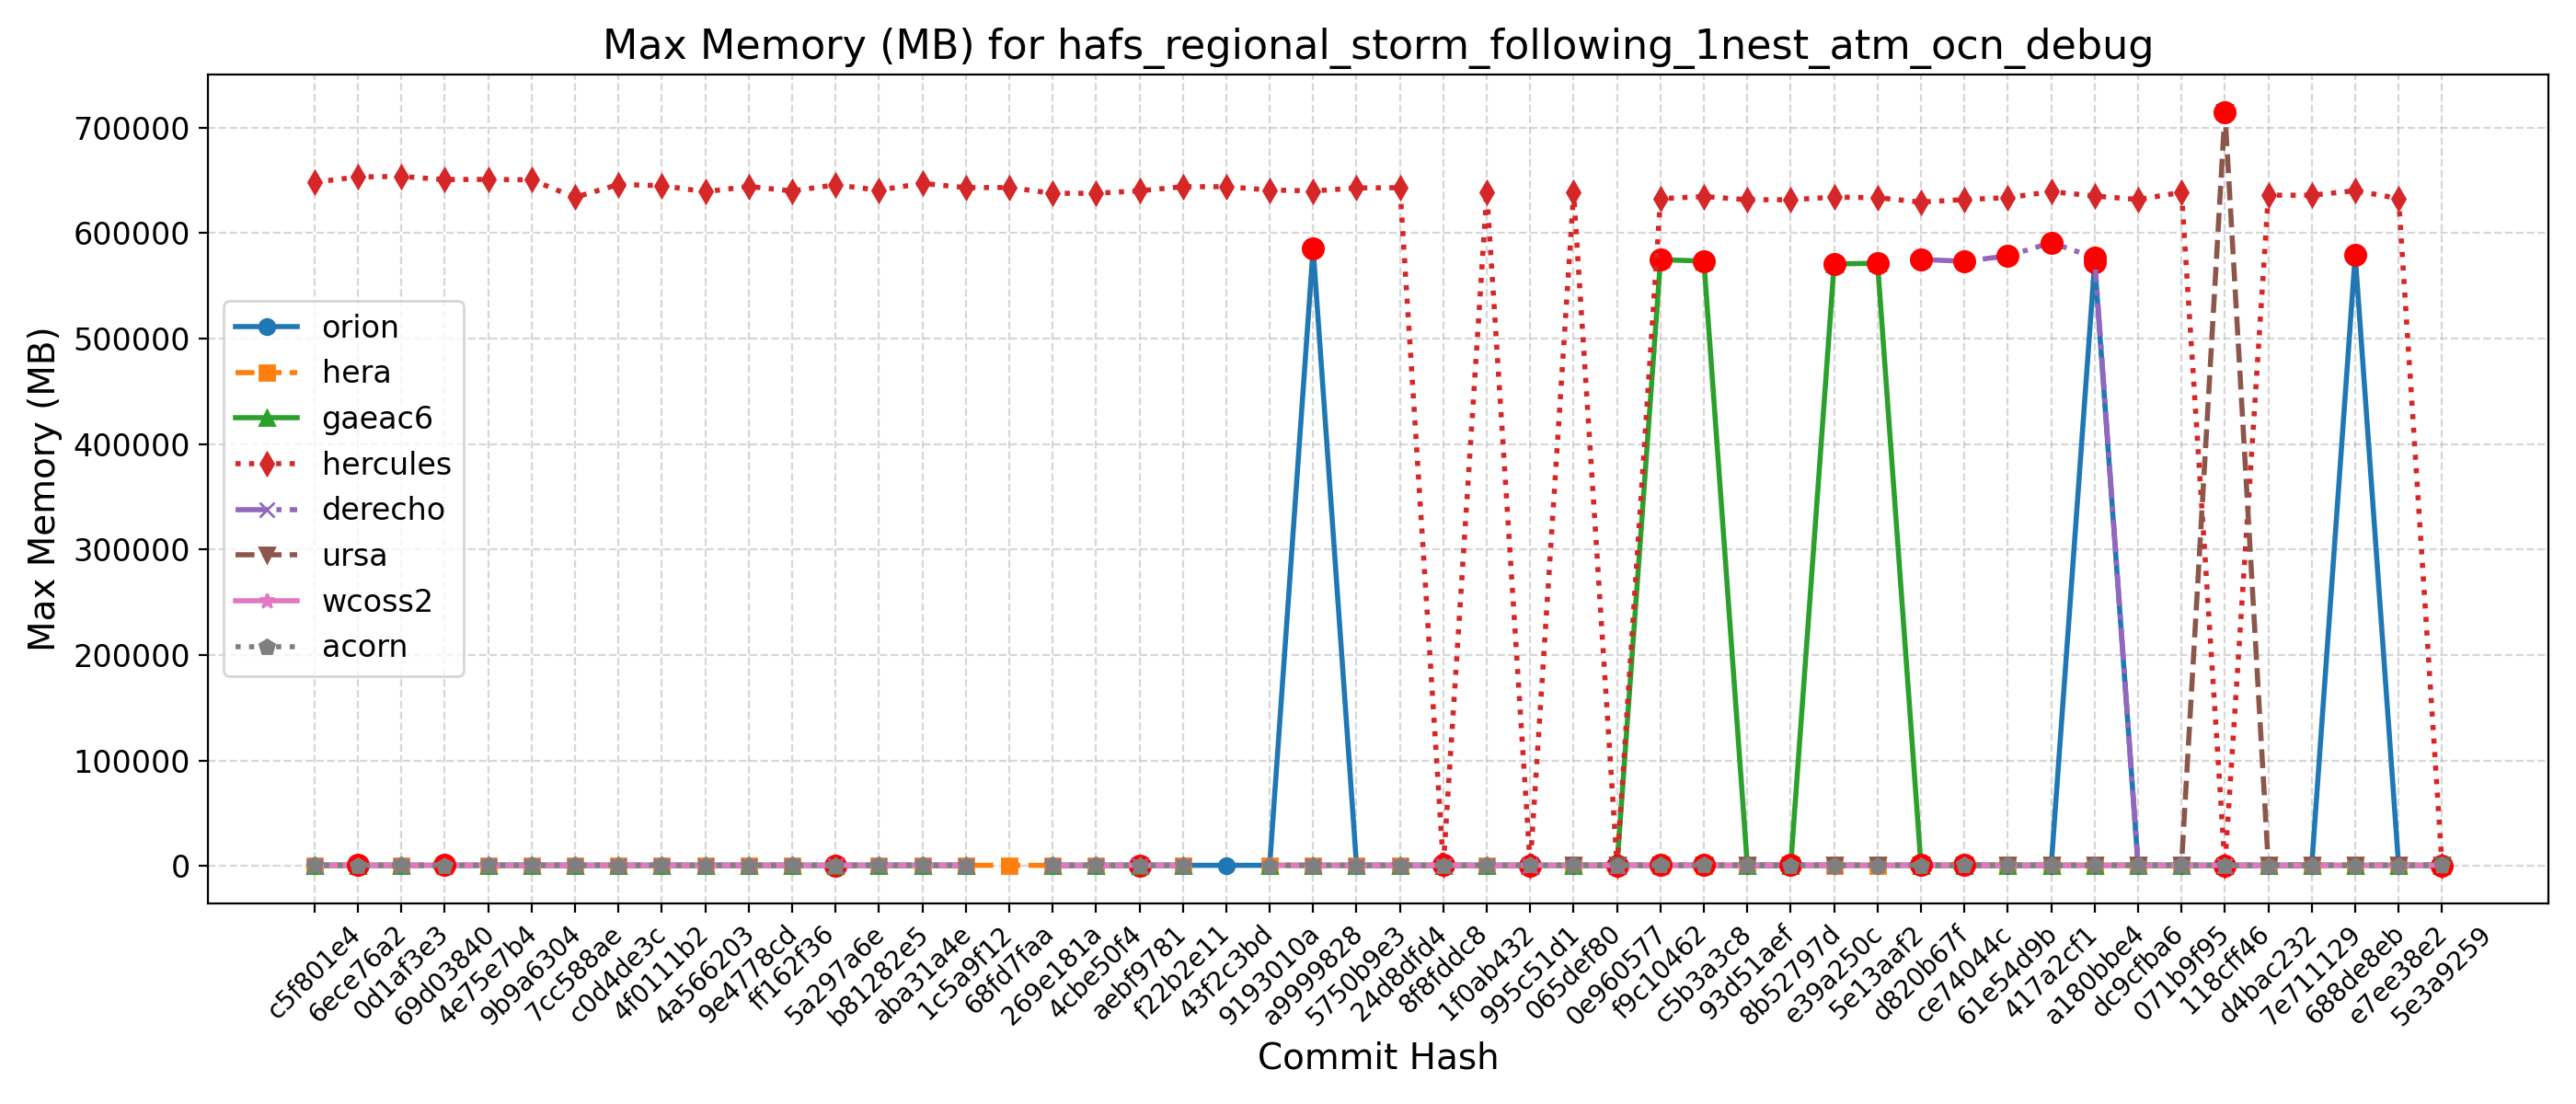 Max Memory (MB) for hafs_regional_storm_following_1nest_atm_ocn_debug
Max Memory (MB)
700000
600000
500000
400000
300000
200000
100000
0
orion
hera
gaeac6
hercules
derecho
ursa
wcoss2
acorn
c5f801e4
6ece76a2
0d1af3e3
69d03840
4e75e7b4
9b9a6304
7cc588ae
c0d4de3c
4f0111b2
4a566203
9e4778cd
ff162f36
5a297a6e
b81282e5
aba31a4e
1c5a9f12
68fd7faa
269e181a
4cbe50f4
aebf9781
f22b2e11
43f2c3bd
9193010a
a9999828
5750b9e3
24d8dfd4
8f8fddc8
1f0ab432
995c51d1
065def80
0e960577
f9c10462
c5b3a3c8
93d51aef
8b52797d
e39a250c
5e13aaf2
d820b67f
ce74044c
61e54d9b
417a2cf1
a180bbe4
dc9cfba6
071b9f95
118cff46
d4bac232
7e711129
688de8eb
e7ee38e2
5e3a9259
Commit Hash